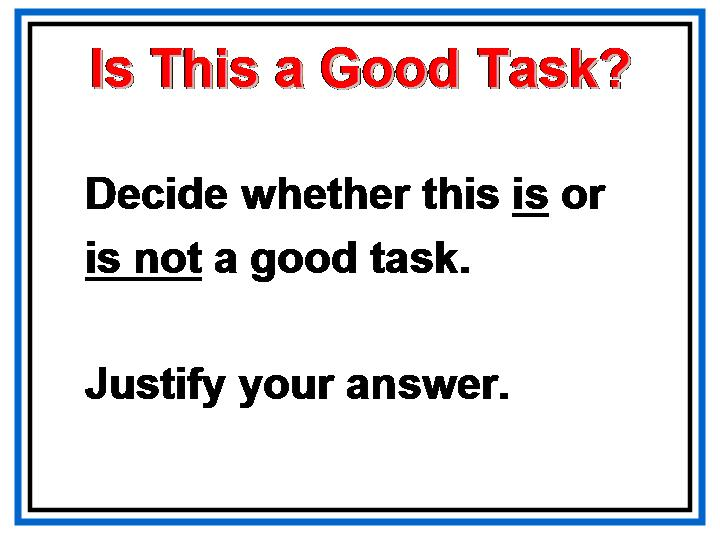 Is This a Good Task?
Decide whether this is or
is not a good task.
Justify your answer.